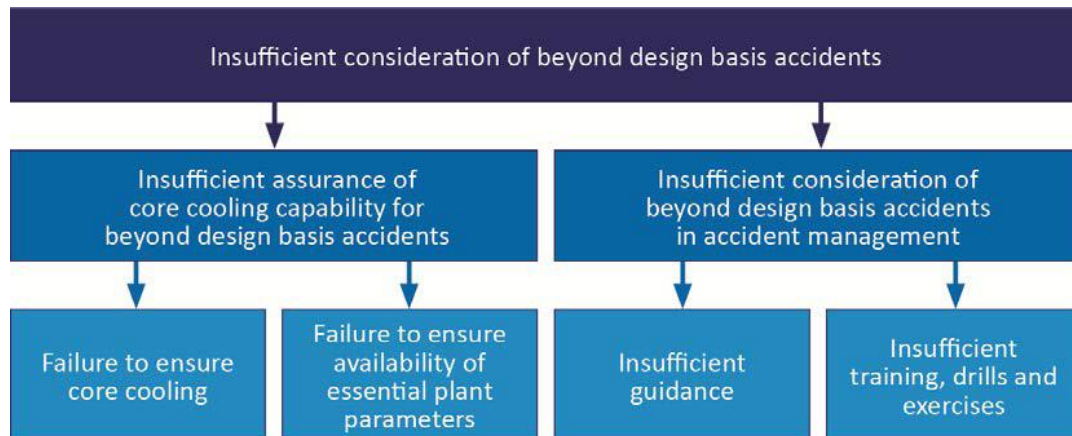 Insufficient consideration of beyond design basis accidents
Insufficient assurance of
core cooling capability for
beyond design basis accidents
Insufficient consideration of
beyond design basis accidents
in accident management
Failure to ensure
core cooling
Failure to ensure
availability of
essential plant
parameters
Insufficient
guidance
Insufficient
training, drills and
exercises